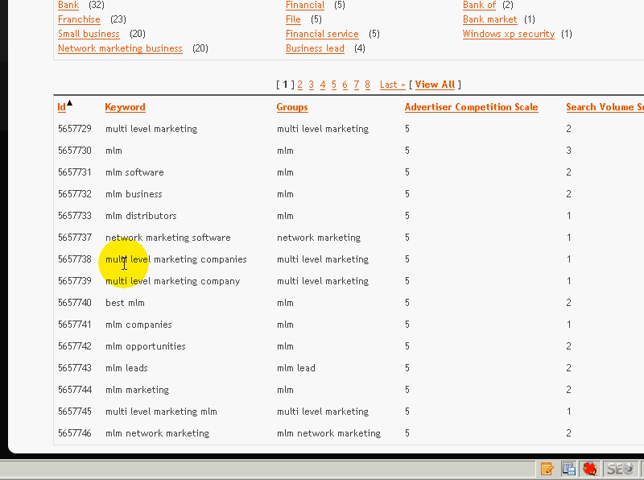 Bank (32) Financial (5) Bank of (2)
Franchise (23) File (5) Bank market (1)
Small business (20) Financial service (5) Windows xp security (1)
Network marketing business (20) Business lead (4)
[ 1 ] 2 3 4 5 6 7 8 Last » [ View All ]
Id Keyword Groups Advertiser Competition Scale Search Volume
5657729 multi level marketing multi level marketing 5 2
5657730 mlm mlm 5 3
5657731 mlm software mlm 5 2
5657732 mlm business mlm 5 2
5657733 mlm distributors mlm 5 1
5657737 network marketing software network marketing 5 1
5657738 multi level marketing companies multi level marketing 5 1
5657739 multi level marketing company multi level marketing 5 1
5657740 best mlm mlm 5 2
5657741 mlm companies mlm 5 1
5657742 mlm opportunities mlm 5 2
5657743 mlm leads mlm lead 5 2
5657744 mlm marketing mlm 5 2
5657745 multi level marketing mlm multi level marketing 5 1
5657746 mlm network marketing mlm network marketing 5 2
SEO